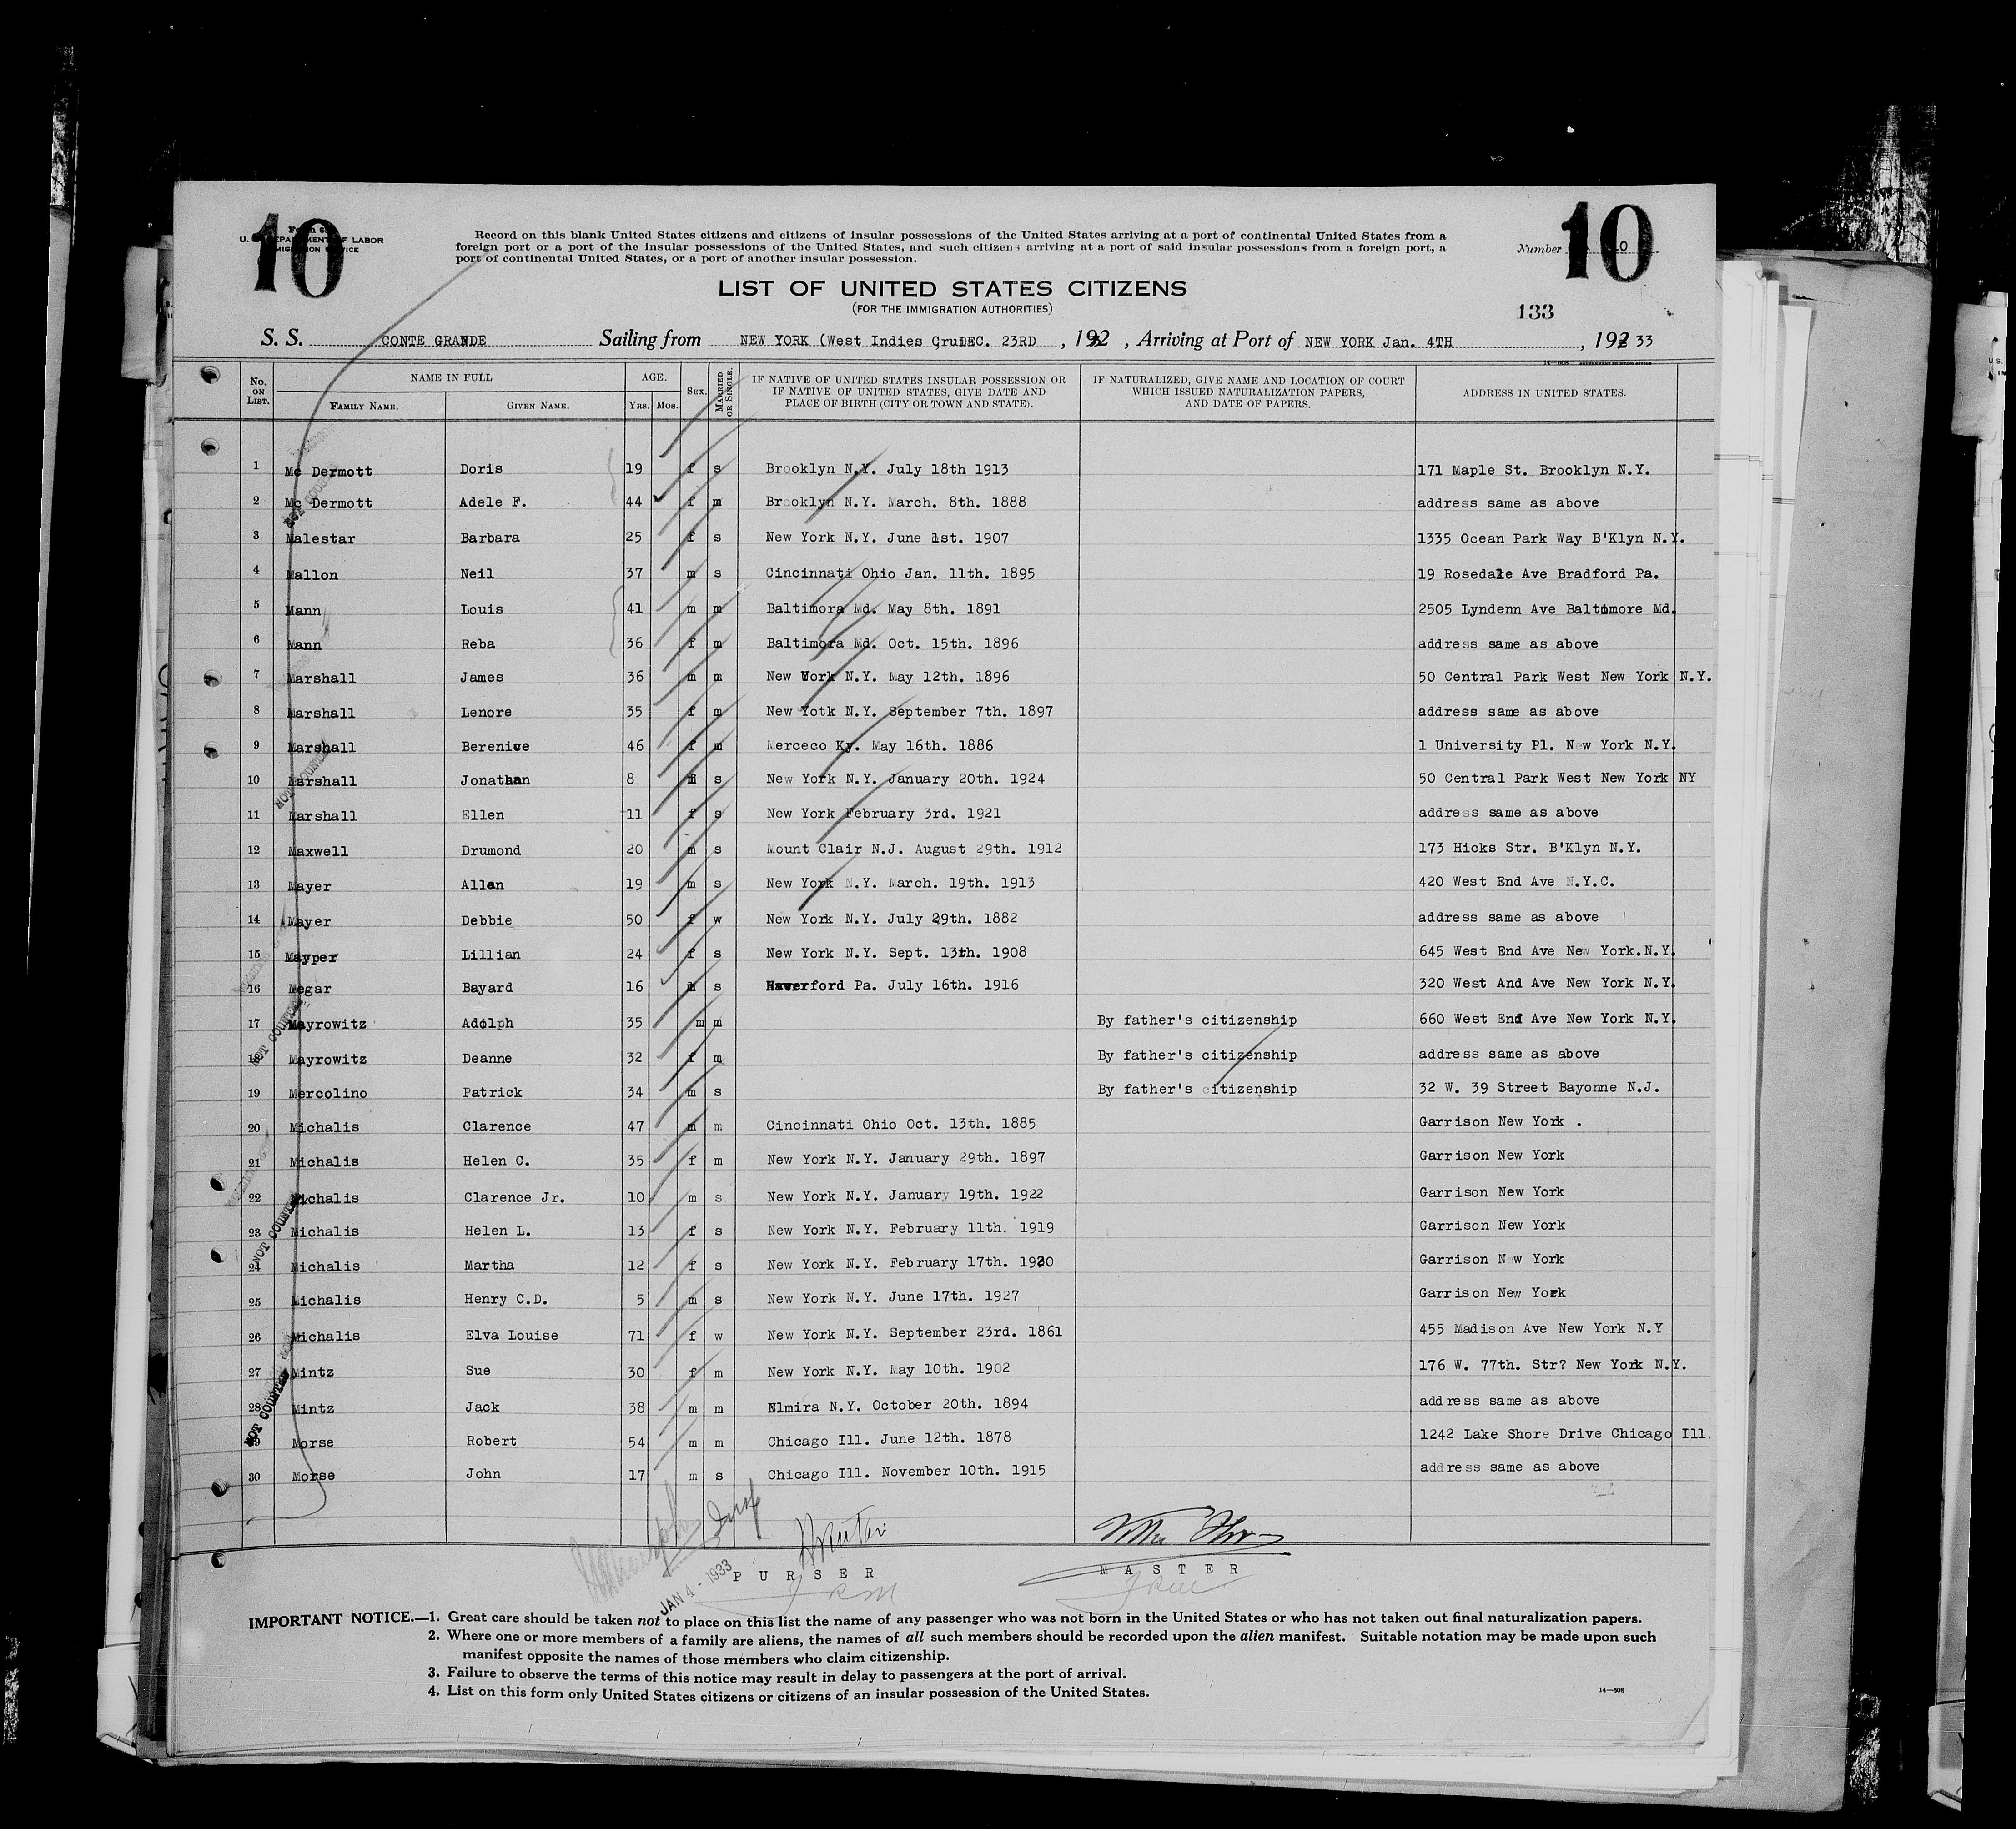 10
10
U. S. DEPARTMENT OF LABOR
IMMIGRATION SERVICE
Record on this blank United States citizens and citizens of insular possessions of the United States arriving at a port of continental United States from a
foreign port or a port of the insular possessions of the United States, and such citizens arriving at a port of said insular possessions from a foreign port, a
port of continental United States, or a port of another insular possession.
Number
LIST OF UNITED STATES CITIZENS
(FOR THE IMMIGRATION AUTHORITIES)
133
S. S. CONTE GRANDE Sailing from NEW YORK (West Indies Cru DEC. 23RD , 192 , Arriving at Port of NEW YORK Jan. 4TH , 192 33
No. ON LIST. NAME IN FULL AGE. SEX. MARRIED OR SINGLE. IF NATIVE OF UNITED STATES INSULAR POSSESSION OR IF NATIVE OF UNITED STATES, GIVE DATE AND PLACE OF BIRTH (CITY OR TOWN AND STATE). IF NATURALIZED, GIVE NAME AND LOCATION OF COURT WHICH ISSUED NATURALIZATION PAPERS, AND DATE OF PAPERS. ADDRESS IN UNITED STATES.
FAMILY NAME. GIVEN NAME. YRS. MOS.
1 Mc Dermott Doris 19 f s Brooklyn N.Y. July 18th 1913 171 Maple St. Brooklyn N.Y.
2 Mc Dermott Adele F. 44 f m Brooklyn N.Y. March. 8th. 1888 address same as above
3 Malestar Barbara 25 f s New York N.Y. June 1st. 1907 1335 Ocean Park Way B'Klyn N.Y.
4 Mallon Neil 37 m s Cincinnati Ohio Jan. 11th. 1895 19 Rosedale Ave Bradford Pa.
5 Mann Louis 41 m m Baltimora Md. May 8th. 1891 2505 Lyndenn Ave Baltimore Md.
6 Mann Reba 36 f m Baltimora Md. Oct. 15th. 1896 address same as above
7 Marshall James 36 m m New York N.Y. May 12th. 1896 50 Central Park West New York N.Y.
8 Marshall Lenore 35 f m New Yotk N.Y. September 7th. 1897 address same as above
9 Marshall Berenice 46 f m Merceco Ky. May 16th. 1886 1 University Pl. New York N.Y.
10 Marshall Jonathan 8 m s New York N.Y. January 20th. 1924 50 Central Park West New York NY
11 Marshall Ellen 11 f s New York February 3rd. 1921 address same as above
12 Maxwell Drumond 20 m s Mount Clair N.J. August 29th. 1912 173 Hicks Str. B'Klyn N.Y.
13 Mayer Allan 19 m s New York N.Y. March. 19th. 1913 420 West End Ave N.Y.C.
14 Mayer Debbie 50 f w New York N.Y. July 29th. 1882 address same as above
15 Mayper Lillian 24 f s New York N.Y. Sept. 13th. 1908 645 West End Ave New York.N.Y.
16 Megar Bayard 16 m s Haverford Pa. July 16th. 1916 320 West And Ave New York N.Y.
17 Mayrowitz Adolph 35 m m By father's citizenship 660 West End Ave New York N.Y.
18 Mayrowitz Deanne 32 f m By father's citizenship address same as above
19 Mercolino Patrick 34 m s By father's citizenship 32 W. 39 Street Bayonne N.J.
20 Michalis Clarence 47 m m Cincinnati Ohio Oct. 13th. 1885 Garrison New York .
21 Michalis Helen C. 35 f m New York N.Y. January 29th. 1897 Garrison New York
22 Michalis Clarence Jr. 10 m s New York N.Y. January 19th. 1922 Garrison New York
23 Michalis Helen L. 13 f s New York N.Y. February 11th. 1919 Garrison New York
24 Michalis Martha 12 f s New York N.Y. February 17th. 1920 Garrison New York
25 Michalis Henry C.D. 5 m s New York N.Y. June 17th. 1927 Garrison New York
26 Michalis Elva Louise 71 f w New York N.Y. September 23rd. 1861 455 Madison Ave New York N.Y
27 Mintz Sue 30 f m New York N.Y. May 10th. 1902 176 W. 77th. Str? New York N.Y.
28 Mintz Jack 38 m m Elmira N.Y. October 20th. 1894 address same as above
29 Morse Robert 54 m m Chicago Ill. June 12th. 1878 1242 Lake Shore Drive Chicago Ill.
30 Morse John 17 m s Chicago Ill. November 10th. 1915 address same as above
JAN 4 - 1933
PURSER MASTER
IMPORTANT NOTICE.—1. Great care should be taken not to place on this list the name of any passenger who was not born in the United States or who has not taken out final naturalization papers.
2. Where one or more members of a family are aliens, the names of all such members should be recorded upon the alien manifest. Suitable notation may be made upon such
manifest opposite the names of those members who claim citizenship.
3. Failure to observe the terms of this notice may result in delay to passengers at the port of arrival.
4. List on this form only United States citizens or citizens of an insular possession of the United States.
14—608